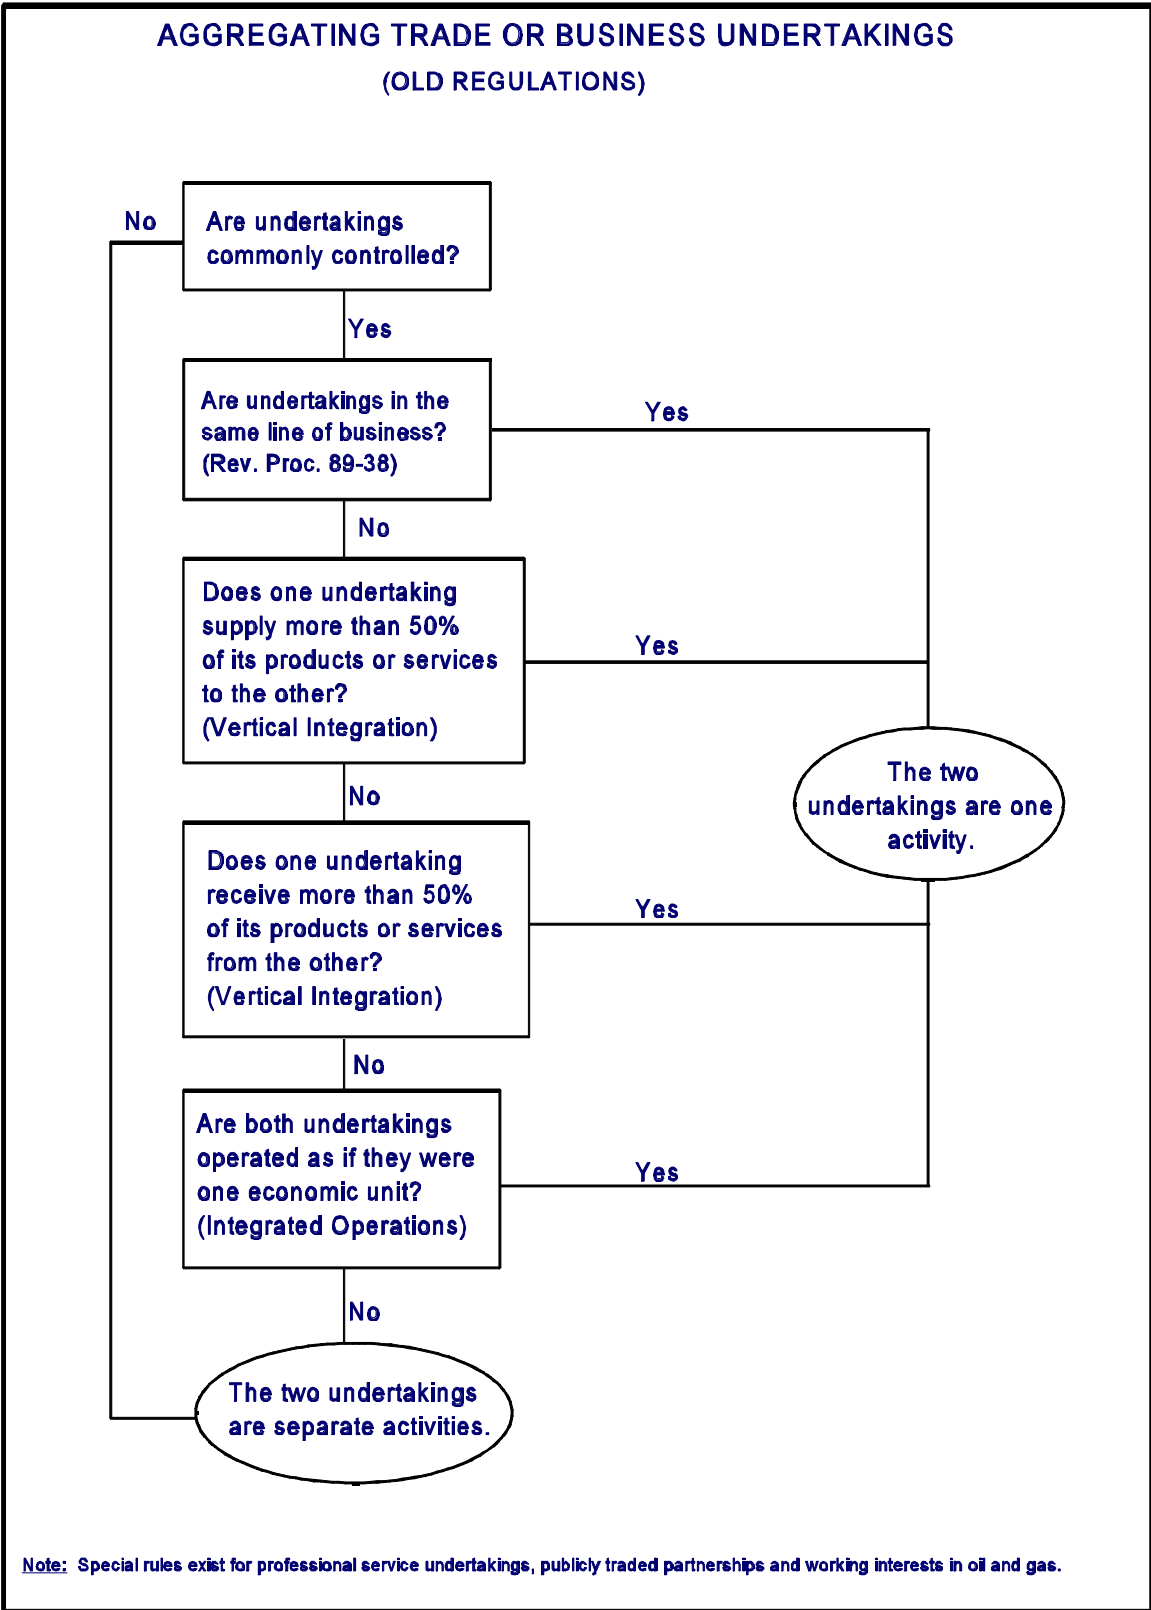 AGGREGATING TRADE OR BUSINESS UNDERTAKINGS
(OLD REGULATIONS)
No
Are undertakings
commonly controlled?
Yes
Are undertakings in the
same line of business?
(Rev. Proc. 89-38)
Yes
No
Does one undertaking
supply more than 50%
of its products or services
to the other?
(Vertical Integration)
Yes
No
The two
undertakings are one
activity.
Does one undertaking
receive more than 50%
of its products or services
from the other?
(Vertical Integration)
Yes
No
Are both undertakings
operated as if they were
one economic unit?
(Integrated Operations)
Yes
No
The two undertakings
are separate activities.
Note: Special rules exist for professional service undertakings, publicly traded partnerships and working interests in oil and gas.